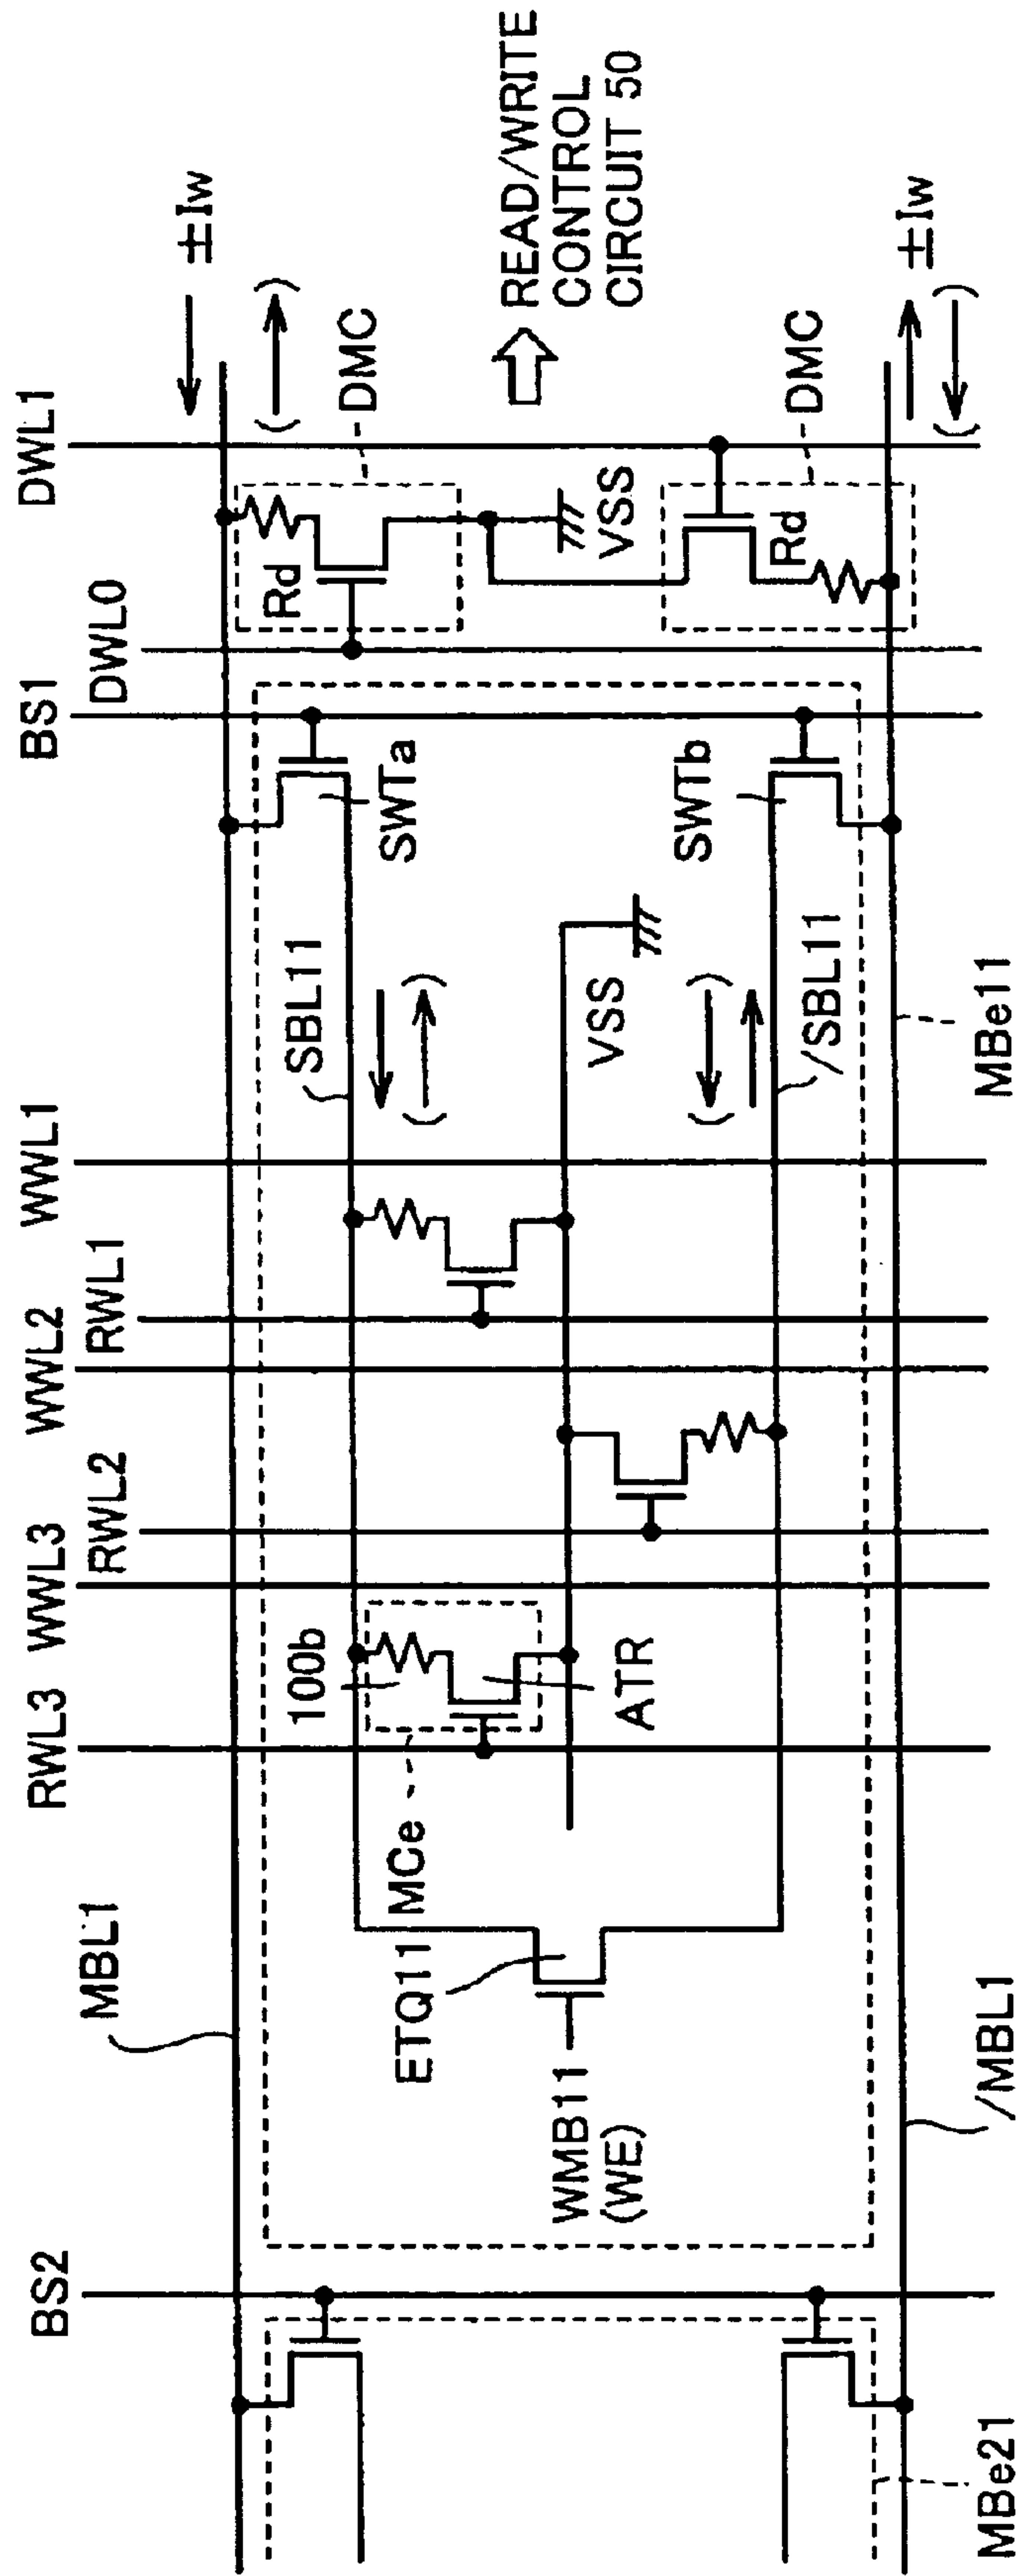 BS2
RWL3
WWL3
RWL2
WWL2
RWL1
WWL1
BS1
DWL0
DWL1
MBL1
±Iw
SBL11
SWTa
Rd
DMC
100b
MCe
ATR
ETQ11
WMB11
(WE)
VSS
VSS
READ/WRITE
CONTROL
CIRCUIT 50
/SBL11
SWTb
Rd
DMC
±Iw
MBe21
/MBL1
MBe11